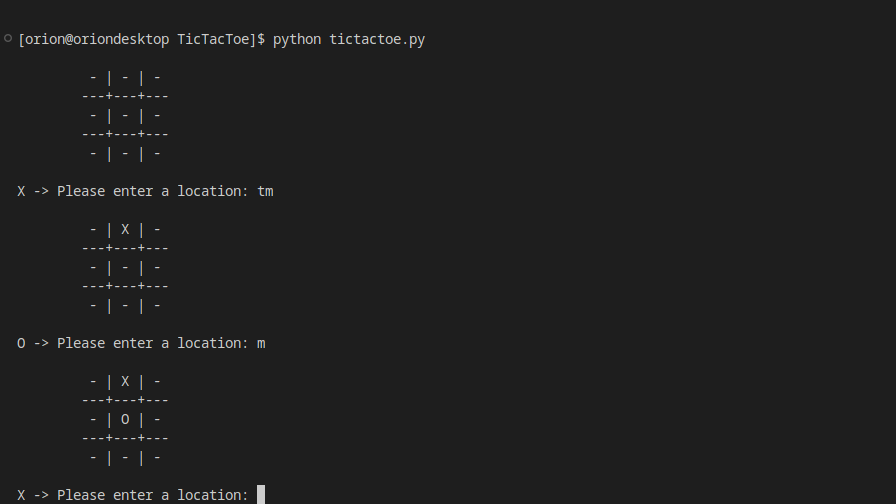 [orion@oriondesktop TicTacToe]$ python tictactoe.py
- | - | -
---+---+---
- | - | -
---+---+---
- | - | -
X -> Please enter a location: tm
- | X | -
---+---+---
- | - | -
---+---+---
- | - | -
O -> Please enter a location: m
- | X | -
---+---+---
- | O | -
---+---+---
- | - | -
X -> Please enter a location: